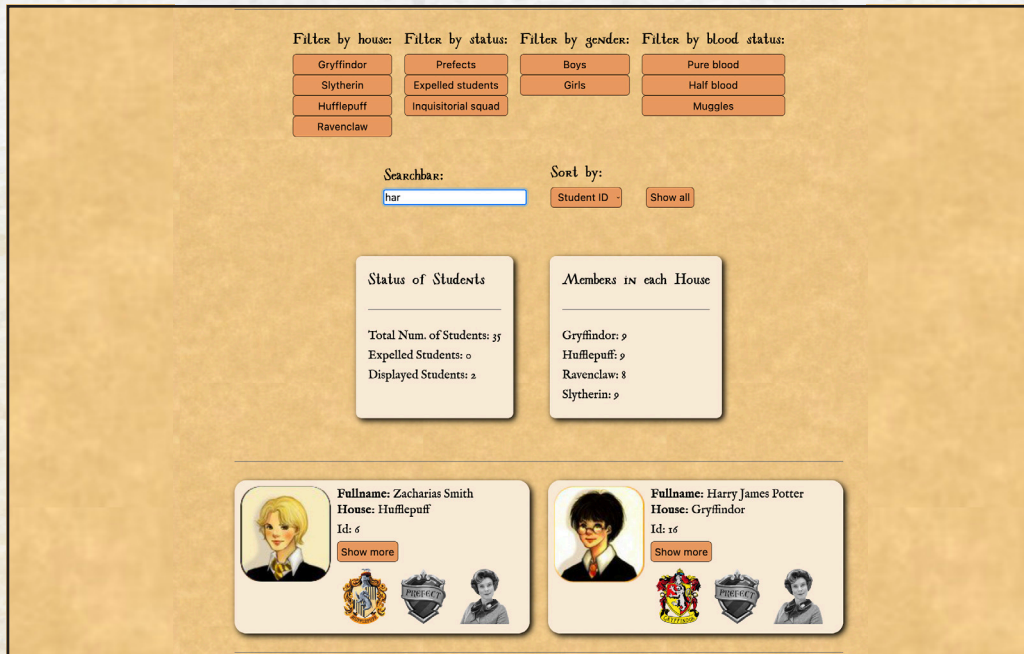 Filter by house: Filter by status: Filter by gender: Filter by blood status:
Gryffindor Prefects Boys Pure blood
Slytherin Expelled students Girls Half blood
Hufflepuff Inquisitorial squad Muggles
Ravenclaw
Searchbar: Sort by:
har Student ID Show all
Status of Students
Total Num. of Students: 35
Expelled Students: 0
Displayed Students: 2
Members in each House
Gryffindor: 9
Hufflepuff: 9
Ravenclaw: 8
Slytherin: 9
Fullname: Zacharias Smith
House: Hufflepuff
Id: 6
Show more
HUFFLEPUFF PREFECT
Fullname: Harry James Potter
House: Gryffindor
Id: 16
Show more
GRYFFINDOR PREFECT